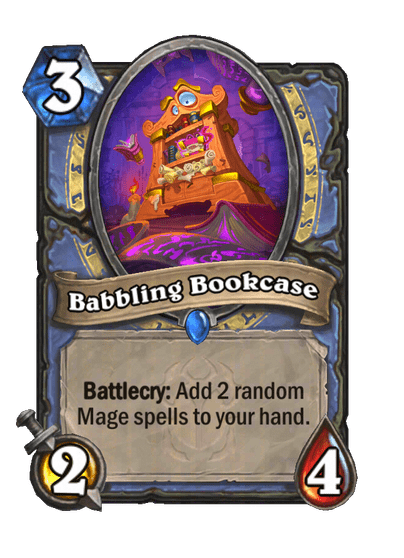 3
Babbling Bookcase
Battlecry: Add 2 random
Mage spells to your hand.
2
4